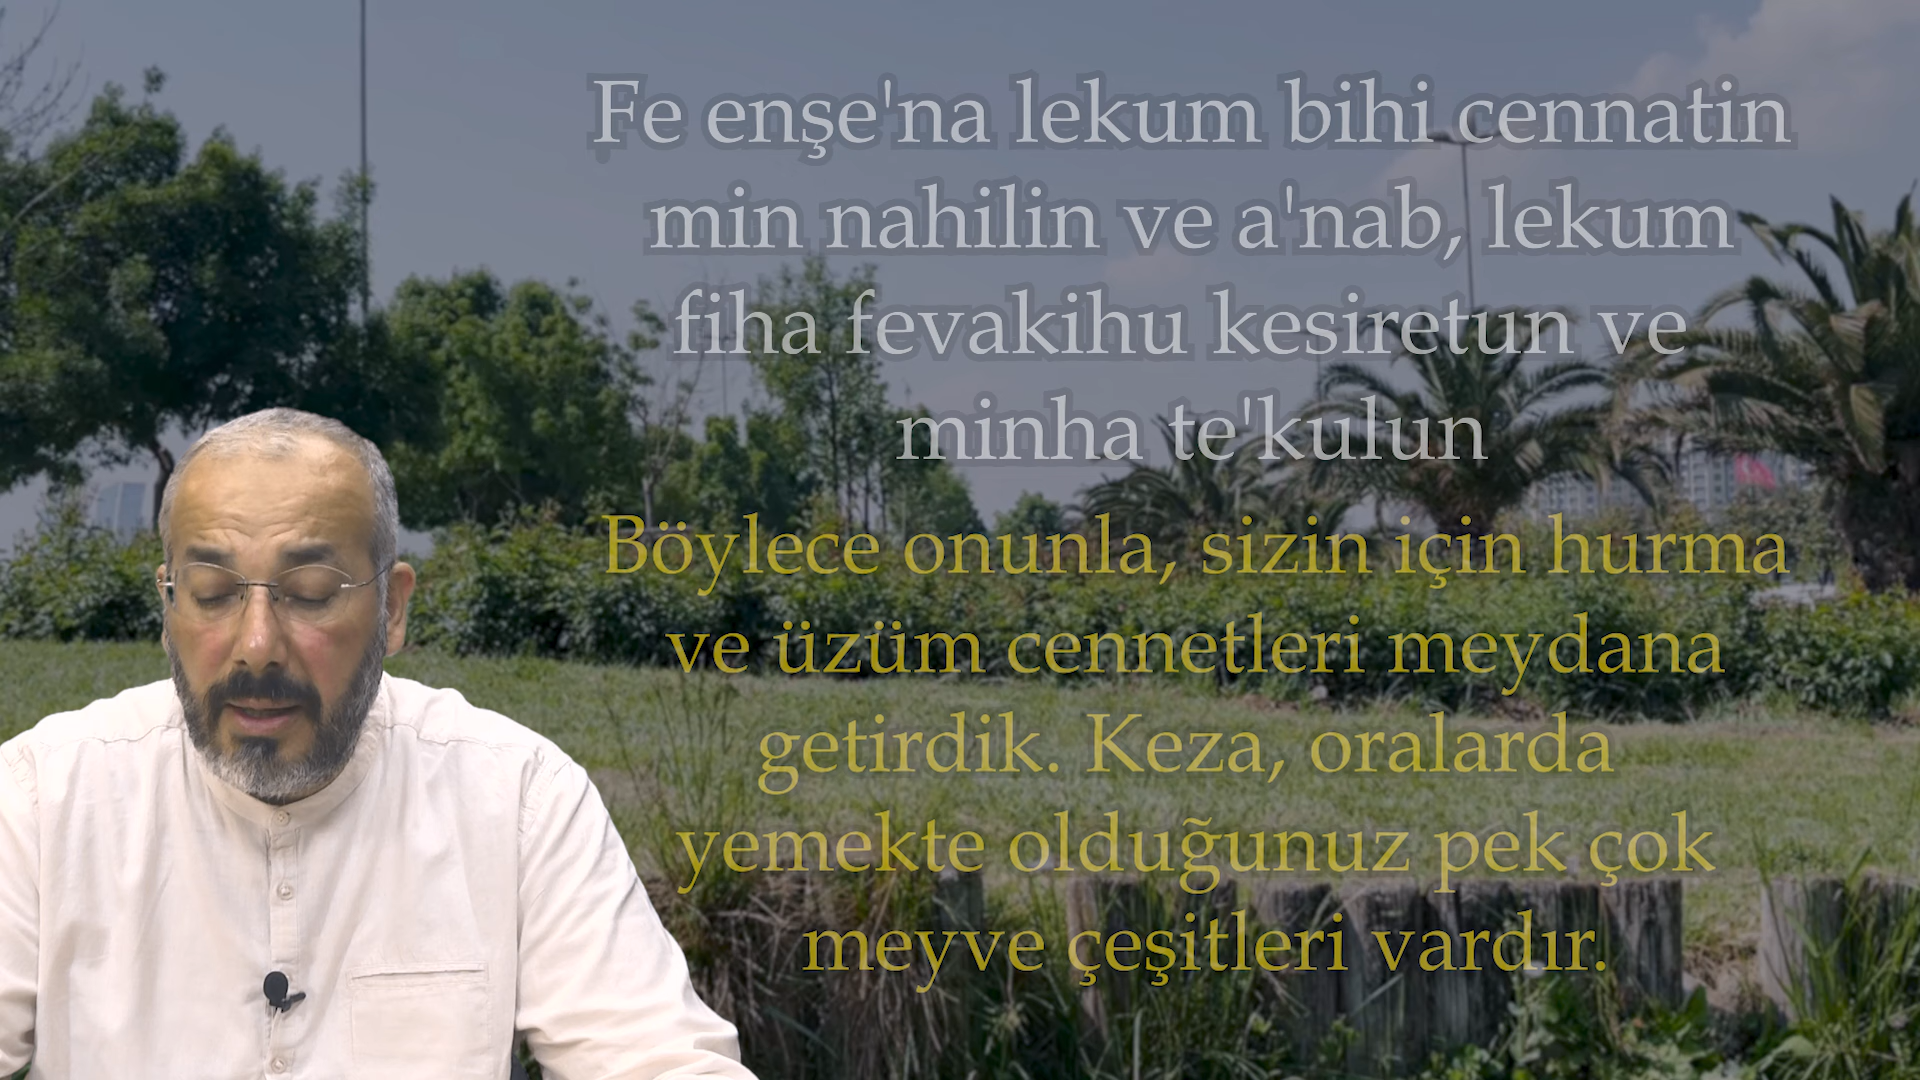 Fe enşe'na lekum bihi cennatin
min nahilin ve a'nab, lekum
fiha fevakihu kesiretun ve
minha te'kulun
Böylece onunla, sizin için hurma
ve üzüm cennetleri meydana
getirdik. Keza, oralarda
yemekte olduğunuz pek çok
meyve çeşitleri vardır.